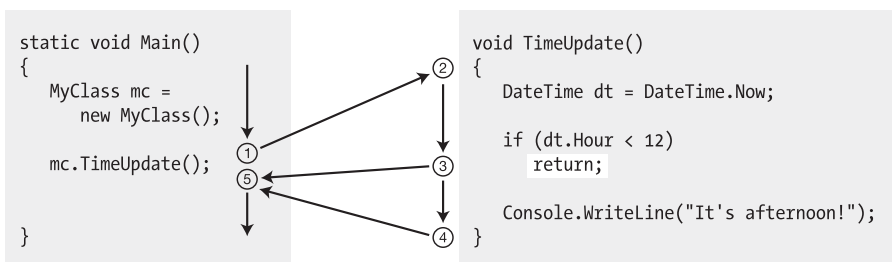 static void Main()
{
MyClass mc =
new MyClass();
mc.TimeUpdate();
}
1
5
2
3
4
void TimeUpdate()
{
DateTime dt = DateTime.Now;
if (dt.Hour < 12)
return;
Console.WriteLine("It's afternoon!");
}